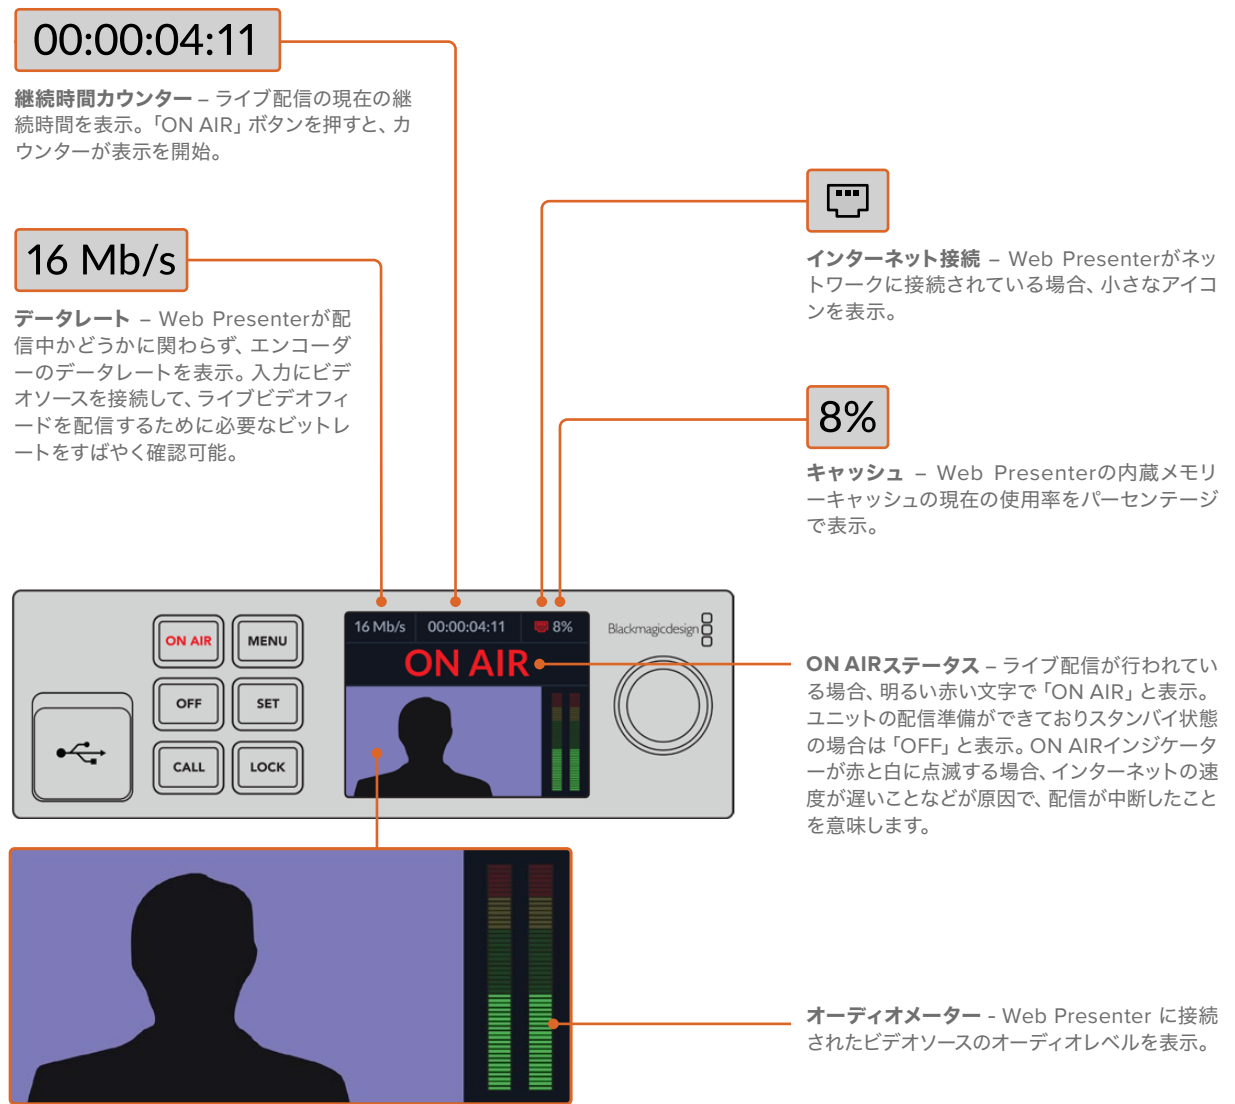 00:00:04:11
継続時間カウンター – ライブ配信の現在の継
続時間を表示。「ON AIR」ボタンを押すと、カ
ウンターが表示を開始。
16 Mb/s
データレート – Web Presenterが配
信中かどうかに関わらず、エンコーダ
ーのデータレートを表示。入力にビデ
オソースを接続して、ライブビデオフィ
ードを配信するために必要なビットレ
ートをすばやく確認可能。
インターネット接続 – Web Presenterがネッ
トワークに接続されている場合、小さなアイコ
ンを表示。
8%
キャッシュ – Web Presenterの内蔵メモリ
ーキャッシュの現在の使用率をパーセンテージ
で表示。
ON AIR
MENU
OFF
SET
CALL
LOCK
16 Mb/s 00:00:04:11 8%
ON AIR
Blackmagicdesign
ON AIRステータス – ライブ配信が行われてい
る場合、明るい赤い文字で「ON AIR」と表示。
ユニットの配信準備ができておりスタンバイ状態
の場合は「OFF」と表示。ON AIRインジケータ
ーが赤と白に点滅する場合、インターネットの速
度が遅いことなどが原因で、配信が中断したこと
を意味します。
オーディオメーター - Web Presenter に接続
されたビデオソースのオーディオレベルを表示。